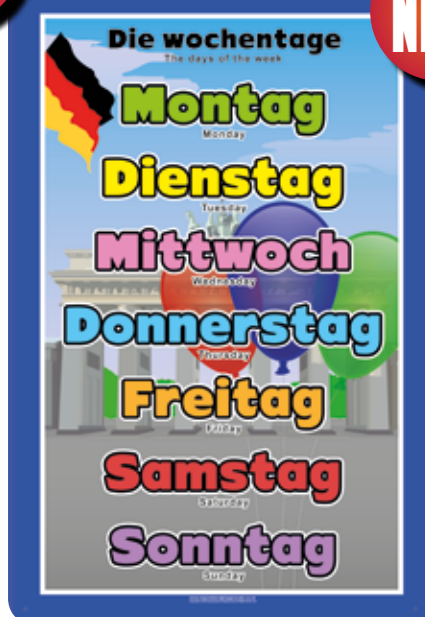 Die wochentage
The days of the week
Montag
Monday
Dienstag
Tuesday
Mittwoch
Wednesday
Donnerstag
Thursday
Freitag
Friday
Samstag
Saturday
Sonntag
Sunday